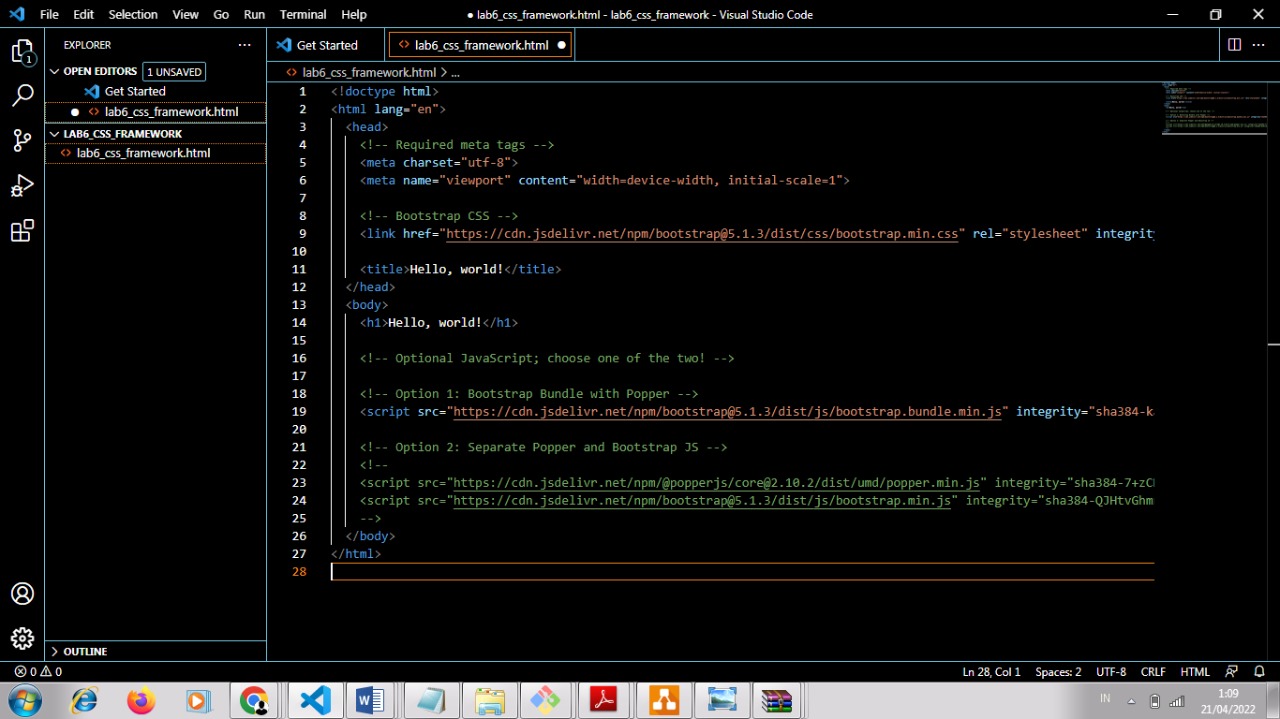 File Edit Selection View Go Run Terminal Help
● lab6_css_framework.html - lab6_css_framework - Visual Studio Code
EXPLORER
OPEN EDITORS 1 UNSAVED
Get Started
lab6_css_framework.html
LAB6_CSS_FRAMEWORK
lab6_css_framework.html
OUTLINE
1
Get Started
lab6_css_framework.html
lab6_css_framework.html > ...
1 <!doctype html>
2 <html lang="en">
3 <head>
4 <!-- Required meta tags -->
5 <meta charset="utf-8">
6 <meta name="viewport" content="width=device-width, initial-scale=1">
7
8 <!-- Bootstrap CSS -->
9 <link href="https://cdn.jsdelivr.net/npm/bootstrap@5.1.3/dist/css/bootstrap.min.css" rel="stylesheet" integrit
10
11 <title>Hello, world!</title>
12 </head>
13 <body>
14 <h1>Hello, world!</h1>
15
16 <!-- Optional JavaScript; choose one of the two! -->
17
18 <!-- Option 1: Bootstrap Bundle with Popper -->
19 <script src="https://cdn.jsdelivr.net/npm/bootstrap@5.1.3/dist/js/bootstrap.bundle.min.js" integrity="sha384-k
20
21 <!-- Option 2: Separate Popper and Bootstrap JS -->
22 <!--
23 <script src="https://cdn.jsdelivr.net/npm/@popperjs/core@2.10.2/dist/umd/popper.min.js" integrity="sha384-7+zC
24 <script src="https://cdn.jsdelivr.net/npm/bootstrap@5.1.3/dist/js/bootstrap.min.js" integrity="sha384-QJHtvGhm
25 -->
26 </body>
27 </html>
28
0 0
Ln 28, Col 1 Spaces: 2 UTF-8 CRLF HTML
IN
1:09
21/04/2022